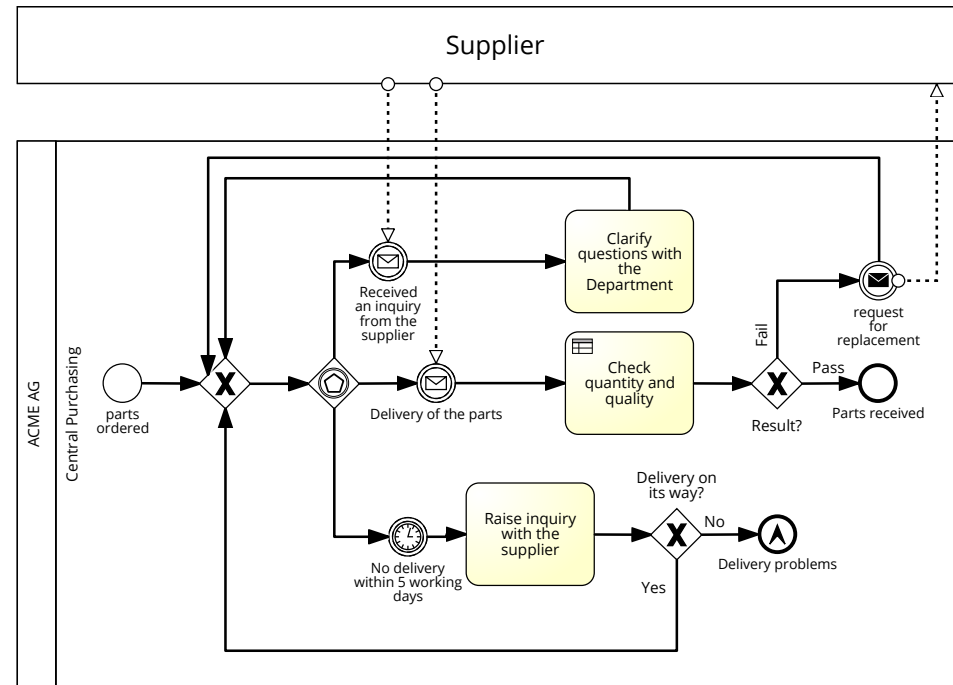 Supplier
ACME AG
Central Purchasing
parts
ordered
Received
an inquiry
from the
supplier
Clarify
questions with
the
Department
request
for
replacement
Fail
Delivery of the parts
Check
quantity and
quality
Pass
Result?
Parts received
No delivery
within 5 working
days
Raise inquiry
with the
supplier
Delivery on
its way?
No
Yes
Delivery problems